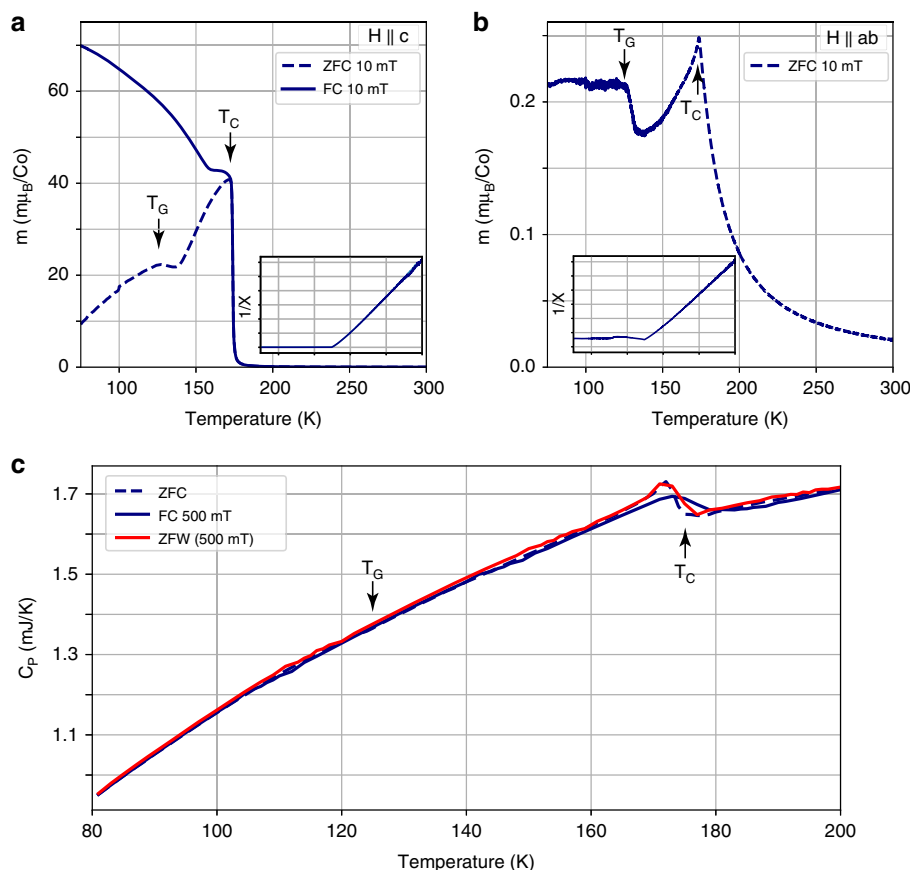 a
H || c
ZFC 10 mT
FC 10 mT
T_C
T_G
m (mμ_B/Co)
60
40
20
0
1/X
100
150
200
250
300
Temperature (K)
b
H || ab
ZFC 10 mT
T_G
T_C
m (mμ_B/Co)
0.2
0.1
0.0
1/X
100
150
200
250
300
Temperature (K)
c
ZFC
FC 500 mT
ZFW (500 mT)
T_G
T_C
C_P (mJ/K)
1.7
1.5
1.3
1.1
80
100
120
140
160
180
200
Temperature (K)